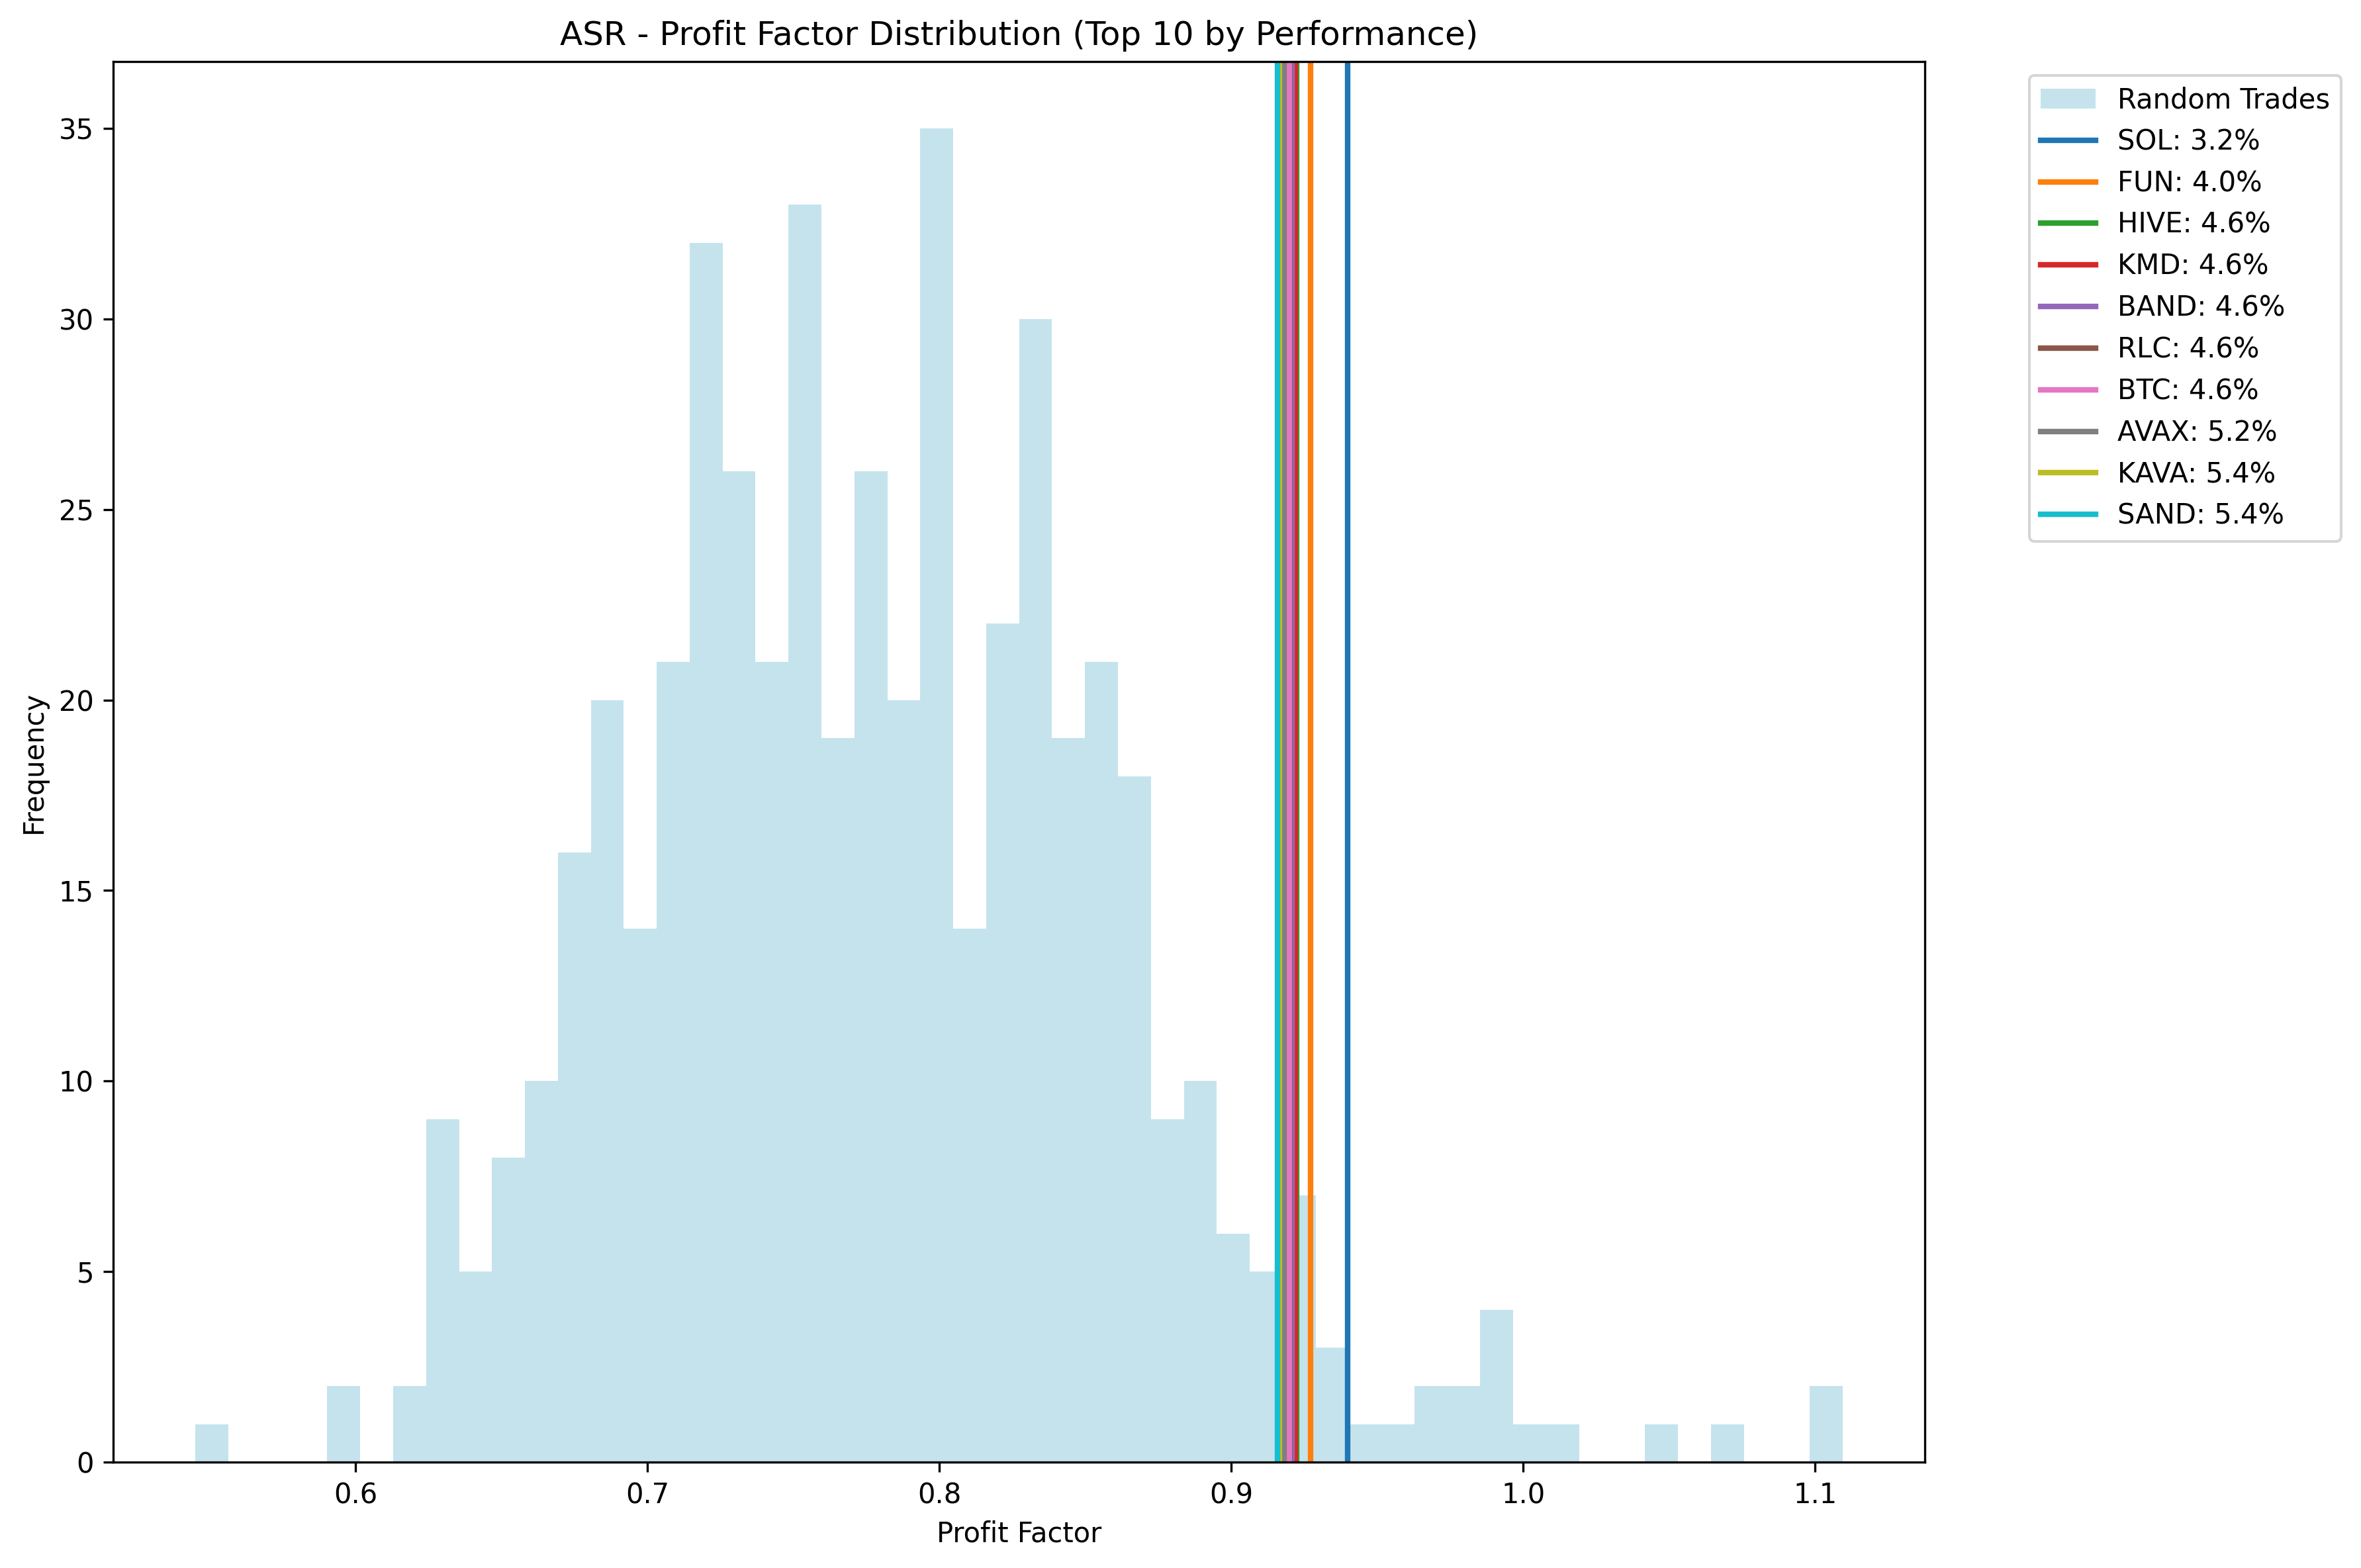 ASR - Profit Factor Distribution (Top 10 by Performance)
Random Trades
SOL: 3.2%
FUN: 4.0%
HIVE: 4.6%
KMD: 4.6%
BAND: 4.6%
RLC: 4.6%
BTC: 4.6%
AVAX: 5.2%
KAVA: 5.4%
SAND: 5.4%
Frequency
35
30
25
20
15
10
5
0
0.6 0.7 0.8 0.9 1.0 1.1
Profit Factor